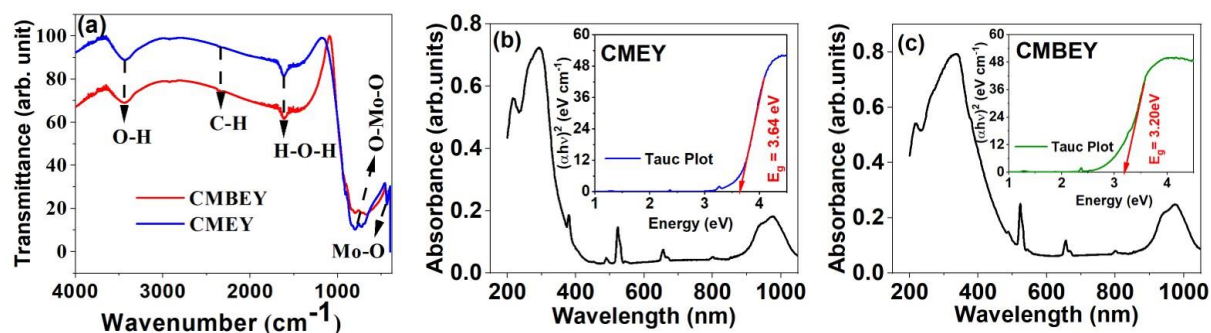 (a)
100
80
60
40
20
0
Transmittance (arb. unit)
O-H
C-H
H-O-H
O-Mo-O
Mo-O
CMBEY
CMEY
4000 3000 2000 1000
Wavenumber (cm-1)
(b)
CMEY
0.8
0.6
0.4
0.2
0.0
Absorbance (arb.units)
60
48
36
24
12
0
(αhν)² (eV cm⁻¹)
Tauc Plot
Eg = 3.64 eV
1 2 3 4
Energy (eV)
200 400 600 800 1000
Wavelength (nm)
(c)
CMBEY
0.8
0.6
0.4
0.2
0.0
Absorbance (arb.units)
60
48
36
24
12
0
(αhν)² (eV cm⁻¹)
Tauc Plot
Eg = 3.20eV
1 2 3 4
Energy (eV)
200 400 600 800 1000
Wavelength (nm)